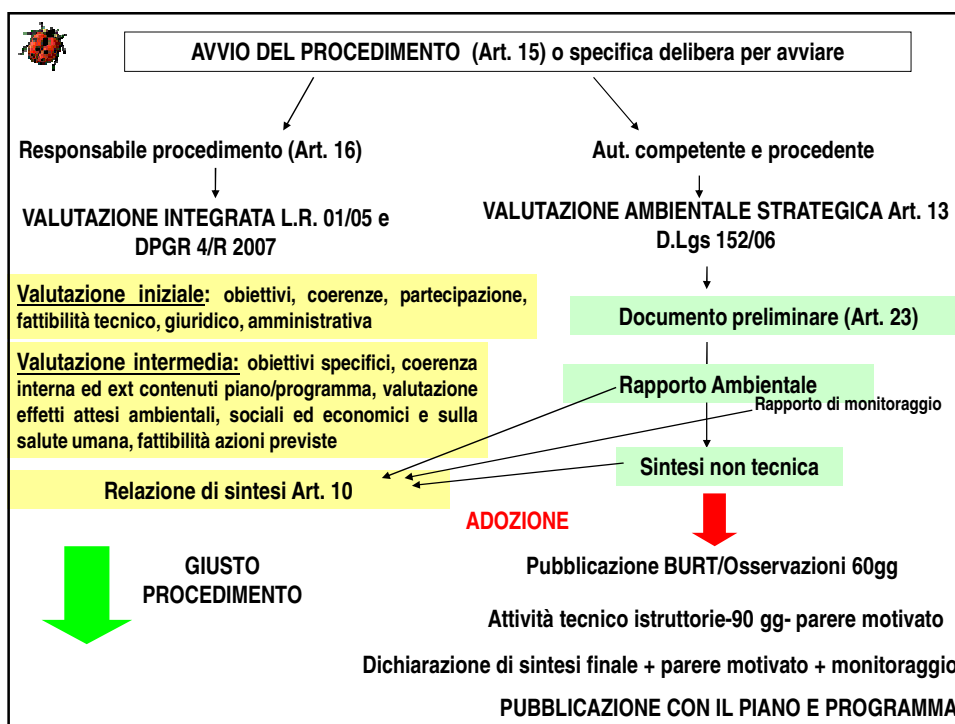 AVVIO DEL PROCEDIMENTO (Art. 15) o specifica delibera per avviare
Responsabile procedimento (Art. 16)
Aut. competente e procedente
VALUTAZIONE INTEGRATA L.R. 01/05 e
DPGR 4/R 2007
VALUTAZIONE AMBIENTALE STRATEGICA Art. 13
D.Lgs 152/06
Valutazione iniziale: obiettivi, coerenze, partecipazione,
fattibilità tecnico, giuridico, amministrativa
Documento preliminare (Art. 23)
Valutazione intermedia: obiettivi specifici, coerenza
interna ed ext contenuti piano/programma, valutazione
effetti attesi ambientali, sociali ed economici e sulla
salute umana, fattibilità azioni previste
Rapporto Ambientale
Rapporto di monitoraggio
Sintesi non tecnica
Relazione di sintesi Art. 10
ADOZIONE
GIUSTO
PROCEDIMENTO
Pubblicazione BURT/Osservazioni 60gg
Attività tecnico istruttorie-90 gg- parere motivato
Dichiarazione di sintesi finale + parere motivato + monitoraggio
PUBBLICAZIONE CON IL PIANO E PROGRAMMA